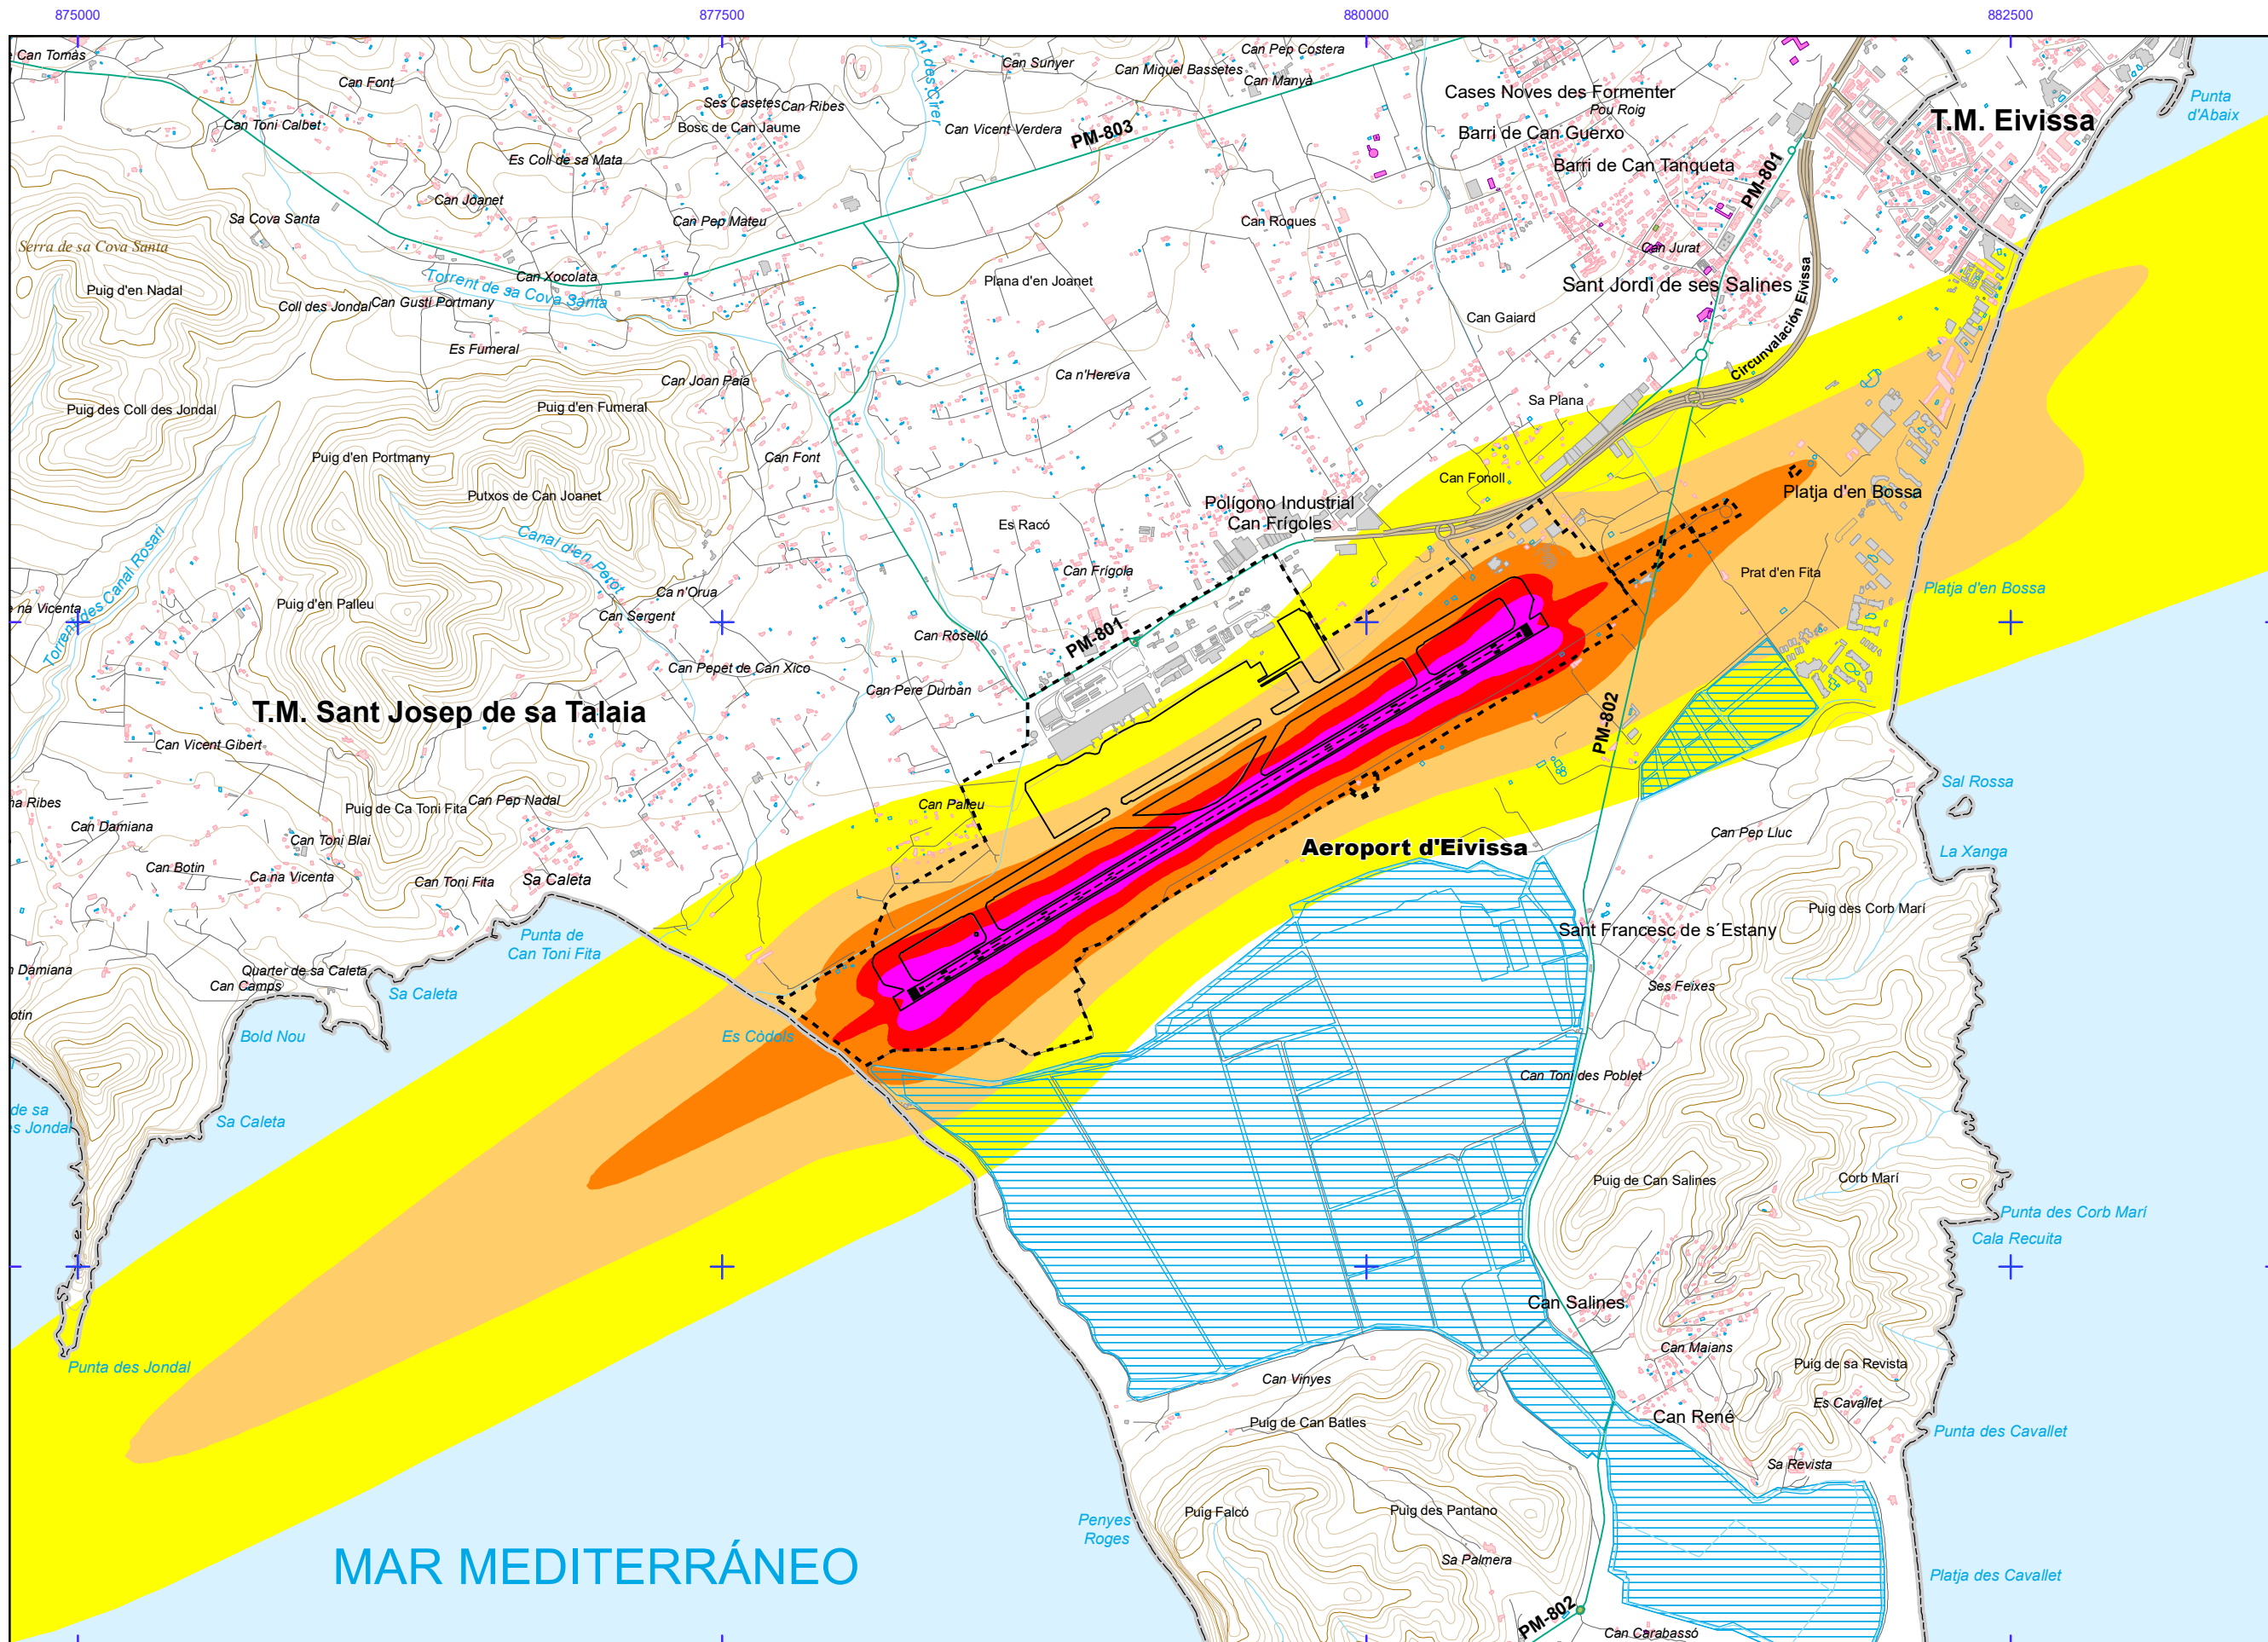 875000
877500
880000
882500
Can Tomàs
Can Font
Can Toni Calbet
Ses Casetes
Can Ribes
Bosc de Can Jaume
Es Coll de sa Mata
Can Joanet
Can Pep Mateu
Sa Cova Santa
Serra de sa Cova Santa
Puig d'en Nadal
Torrent de sa Cova Santa
Can Xocolata
Coll des Jondal
Can Gusti Portmany
Es Fumeral
Can Sunyer
Can Miquel Bassetes
Can Pep Costera
Can Manyà
Can Vicent Verdera
PM-803
Cases Noves des Formenter
Pou Roig
Barri de Can Guerxo
Barri de Can Tanqueta
PM-801
T.M. Eivissa
Punta
d'Abaix
Can Roques
Can Jurat
Plana d'en Joanet
Sant Jordi de ses Salines
Can Gaiard
Circunvalación Eivissa
Can Joan Paia
Ca n'Hereva
Sa Plana
Puig des Coll des Jondal
Puig d'en Fumeral
Puig d'en Portmany
Can Font
Putxos de Can Joanet
Can Fonoll
Platja d'en Bossa
Polígono Industrial
Can Frígoles
Es Racó
Canal d'en Perot
Torrent des Canal Rosari
Can Frígola
Prat d'en Fita
Platja d'en Bossa
Ca n'Orua
Puig d'en Palleu
na Vicenta
Can Sergent
Can Roselló
PM-801
Can Pepet de Can Xico
Can Pere Durban
T.M. Sant Josep de sa Talaia
PM-802
Can Vicent Gibert
Sal Rossa
Ribes
Puig de Ca Toni Fita
Can Pep Nadal
Can Palleu
Can Damiana
Can Toni Blai
Can Pep Lluc
Aeroport d'Eivissa
La Xanga
Can Botin
Ca na Vicenta
Can Toni Fita
Sa Caleta
Puig des Corb Marí
Sant Francesc de s´Estany
Punta de
Can Toni Fita
Damiana
Quarter de sa Caleta
Can Camps
Sa Caleta
Ses Feixes
Bold Nou
Es Còdols
Can Toni des Poblet
de sa
Jondal
Sa Caleta
Puig de Can Salines
Corb Marí
Punta des Corb Marí
Cala Recuita
Can Salines
Can Maians
Puig de sa Revista
Punta des Jondal
Can Vinyes
Es Cavallet
Can René
Puig de Can Batles
Punta des Cavallet
Sa Revista
Puig Falcó
Puig des Pantano
Penyes
Roges
Sa Palmera
MAR MEDITERRÁNEO
Platja des Cavallet
PM-802
Can Carabassó